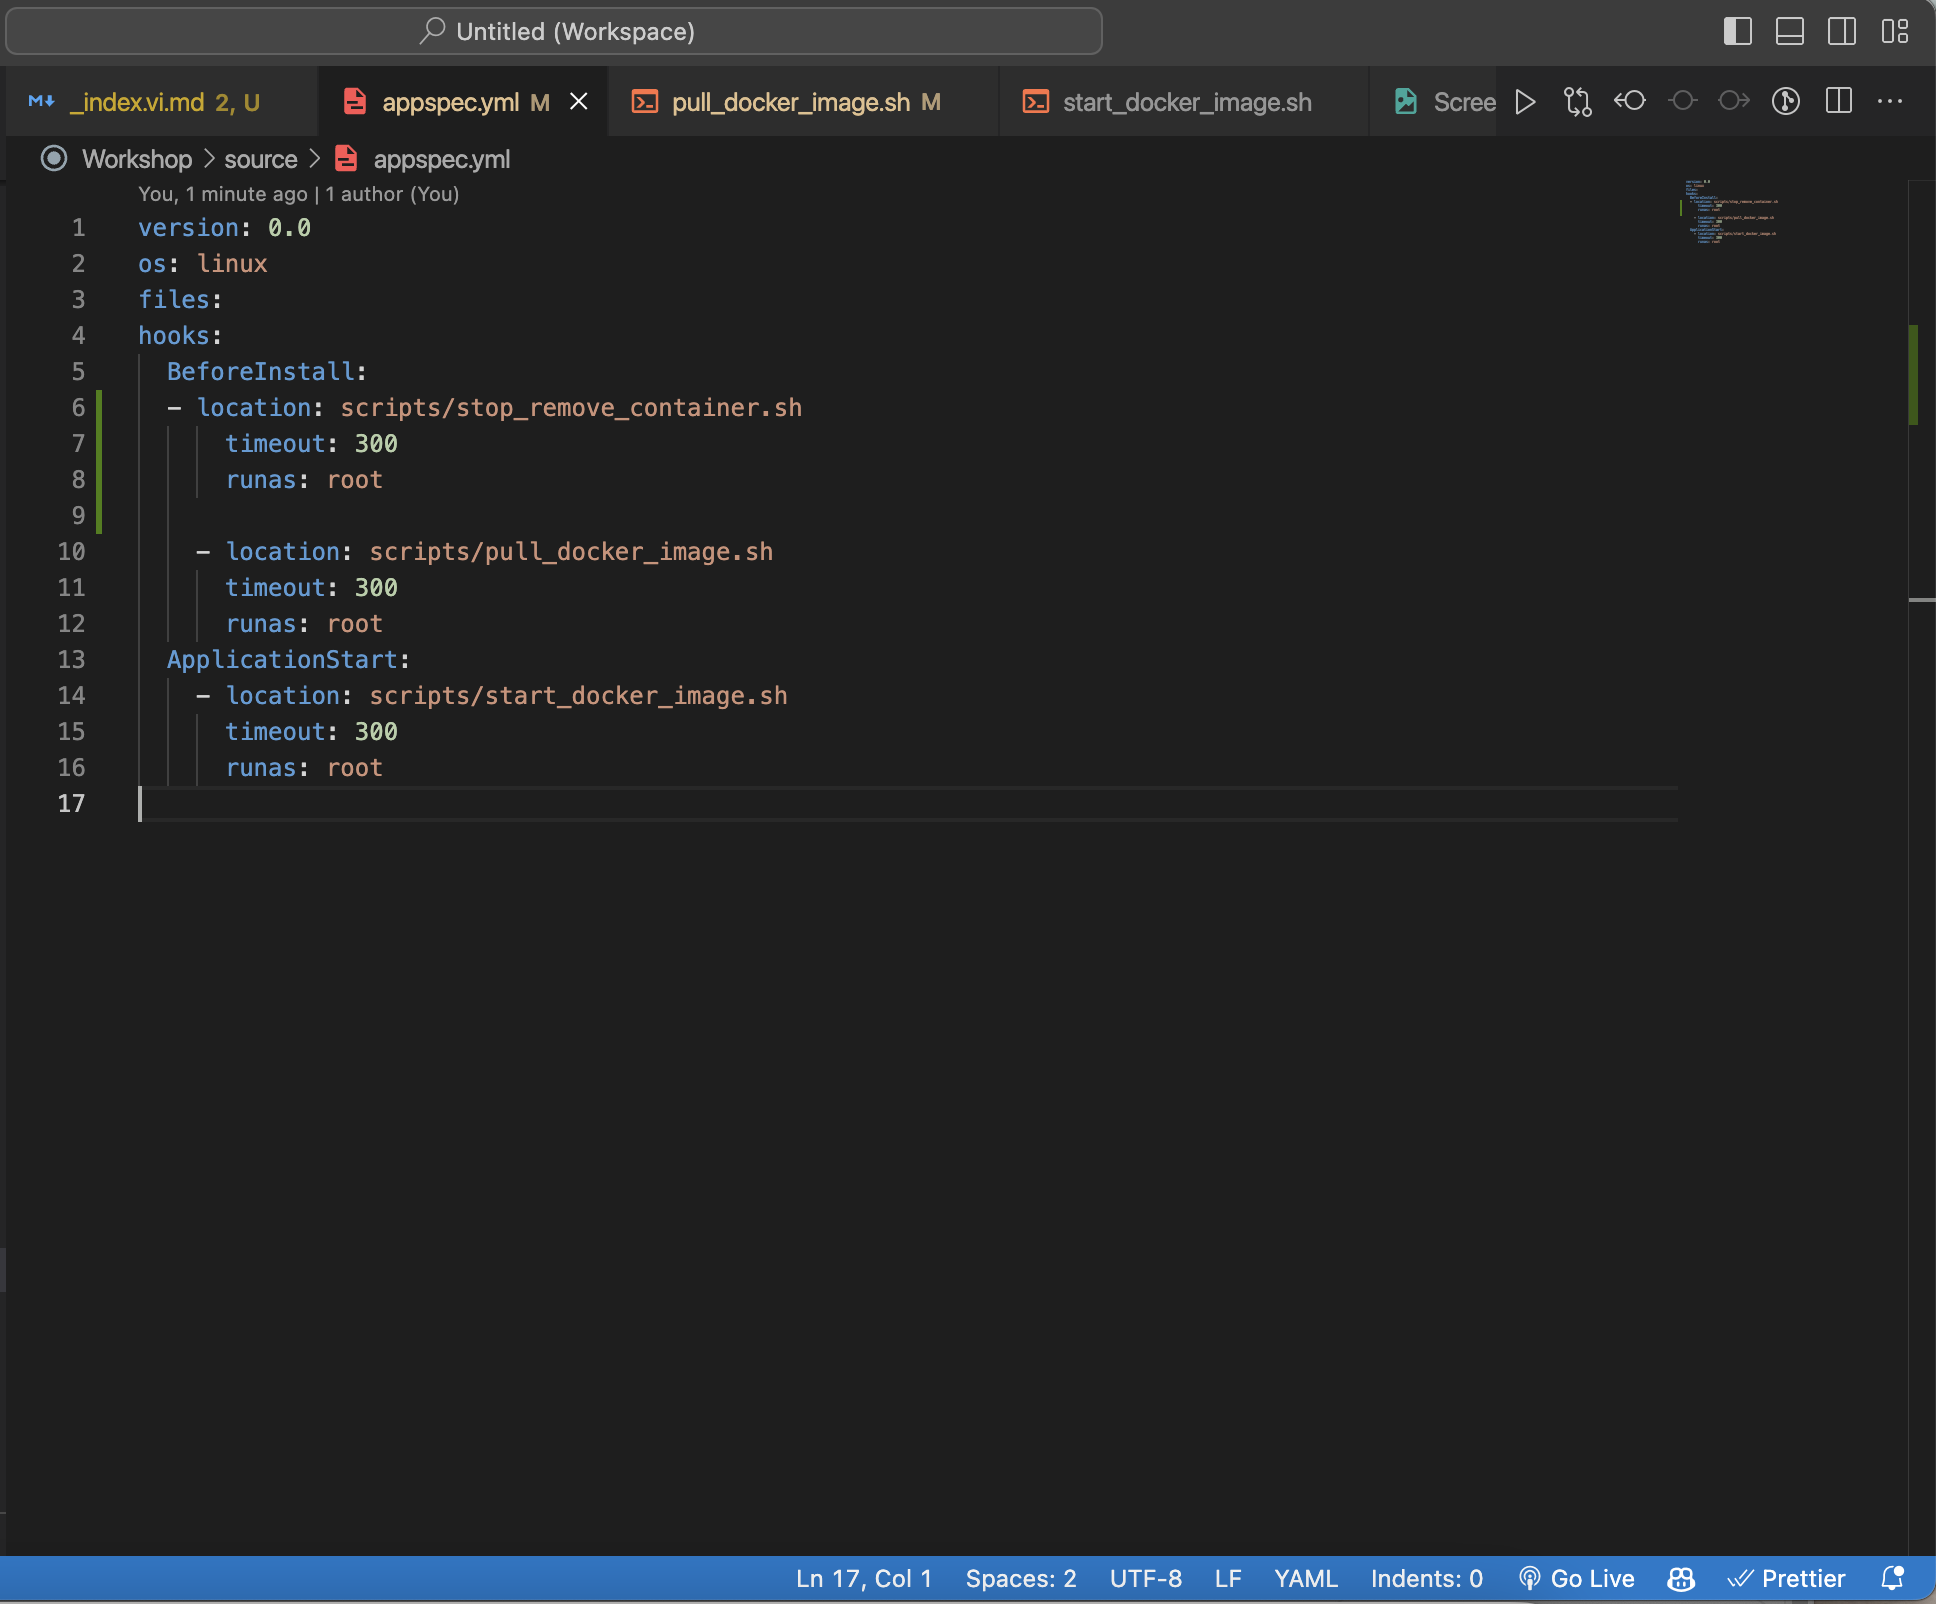 Untitled (Workspace)
_index.vi.md 2, U
appspec.yml M
pull_docker_image.sh M
start_docker_image.sh
Scree
Workshop > source > appspec.yml
You, 1 minute ago | 1 author (You)
1 version: 0.0
2 os: linux
3 files:
4 hooks:
5   BeforeInstall:
6   - location: scripts/stop_remove_container.sh
7       timeout: 300
8       runas: root
9
10     - location: scripts/pull_docker_image.sh
11       timeout: 300
12       runas: root
13   ApplicationStart:
14     - location: scripts/start_docker_image.sh
15       timeout: 300
16       runas: root
17
Ln 17, Col 1 Spaces: 2 UTF-8 LF YAML Indents: 0 Go Live Prettier